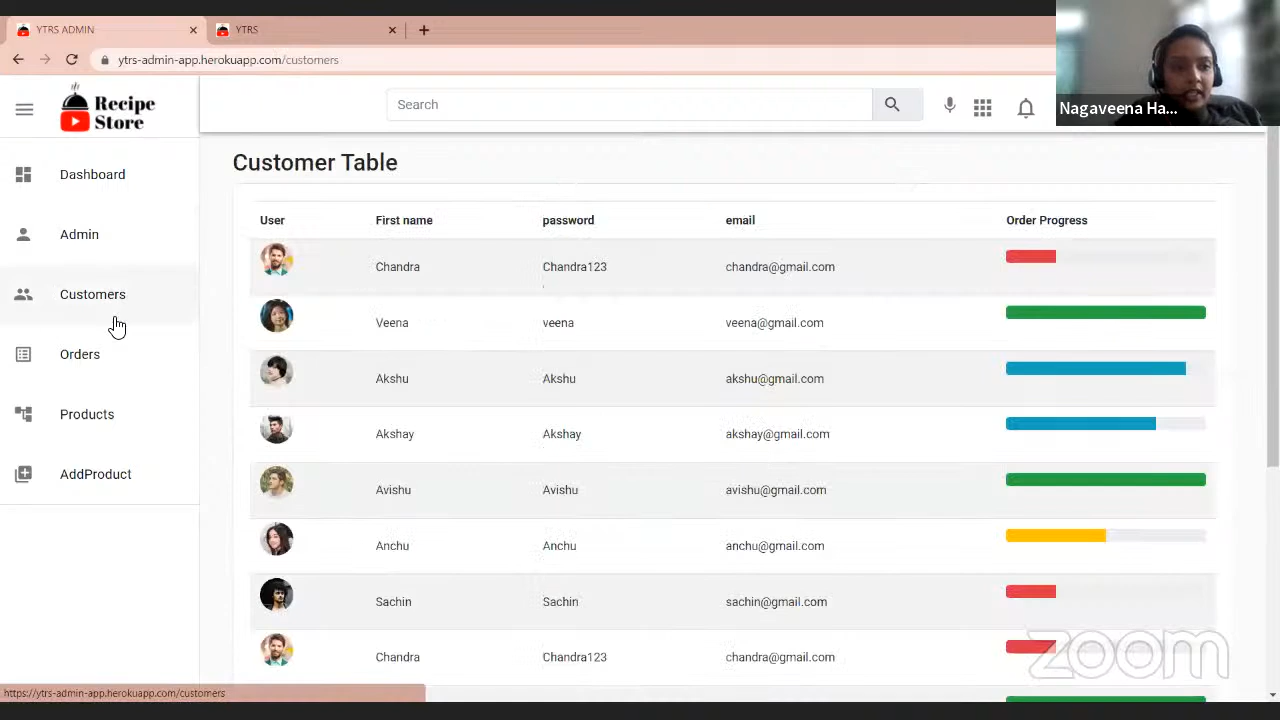 YTRS ADMIN
YTRS
ytrs-admin-app.herokuapp.com/customers
Recipe
Store
Search
Nagaveena Ha...
Dashboard
Admin
Customers
Orders
Products
AddProduct
Customer Table
User First name password email Order Progress
Chandra Chandra123 chandra@gmail.com
Veena veena veena@gmail.com
Akshu Akshu akshu@gmail.com
Akshay Akshay akshay@gmail.com
Avishu Avishu avishu@gmail.com
Anchu Anchu anchu@gmail.com
Sachin Sachin sachin@gmail.com
Chandra Chandra123 chandra@gmail.com
zoom
https://ytrs-admin-app.herokuapp.com/customers